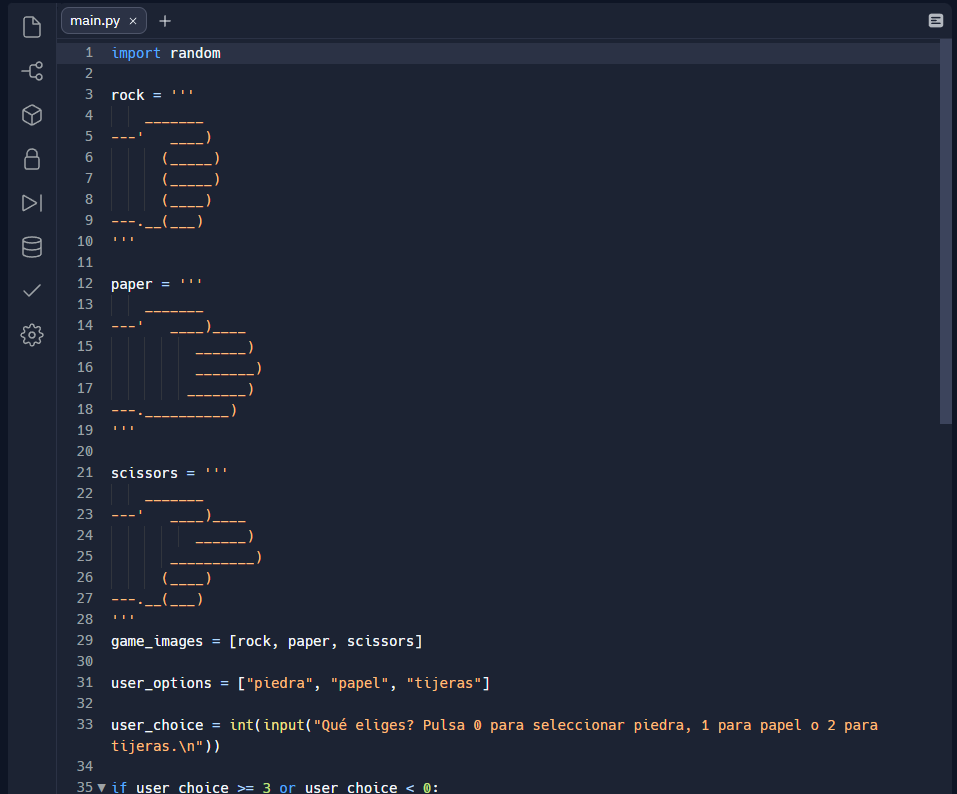 main.py × +
1 import random
2
3 rock = '''
4     _______
5 ---'   ____)
6       (_____)
7       (_____)
8       (____)
9 ---.__(___)
10 '''
11
12 paper = '''
13     _______
14 ---'   ____)____
15           ______)
16           _______)
17          _______)
18 ---.__________)
19 '''
20
21 scissors = '''
22     _______
23 ---'   ____)____
24           ______)
25        __________)
26       (____)
27 ---.__(___)
28 '''
29 game_images = [rock, paper, scissors]
30
31 user_options = ["piedra", "papel", "tijeras"]
32
33 user_choice = int(input("Qué eliges? Pulsa 0 para seleccionar piedra, 1 para papel o 2 para
tijeras.\n"))
34
35 if user_choice >= 3 or user_choice < 0: